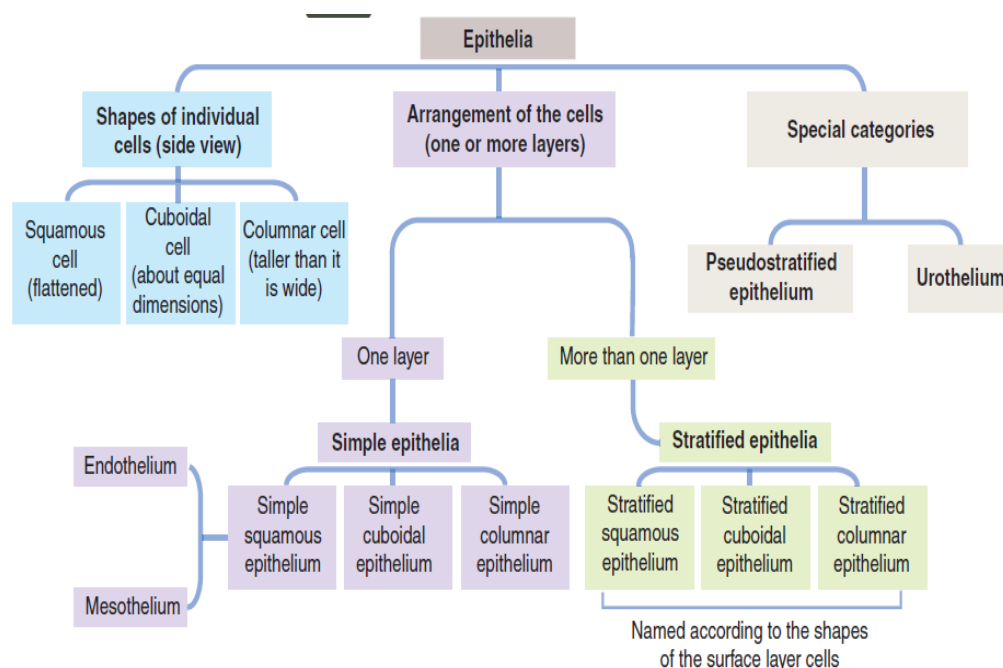 Epithelia
Shapes of individual
cells (side view)
Arrangement of the cells
(one or more layers)
Special categories
Squamous
cell
(flattened)
Cuboidal
cell
(about equal
dimensions)
Columnar cell
(taller than it
is wide)
Pseudostratified
epithelium
Urothelium
One layer
More than one layer
Simple epithelia
Stratified epithelia
Endothelium
Mesothelium
Simple
squamous
epithelium
Simple
cuboidal
epithelium
Simple
columnar
epithelium
Stratified
squamous
epithelium
Stratified
cuboidal
epithelium
Stratified
columnar
epithelium
Named according to the shapes
of the surface layer cells